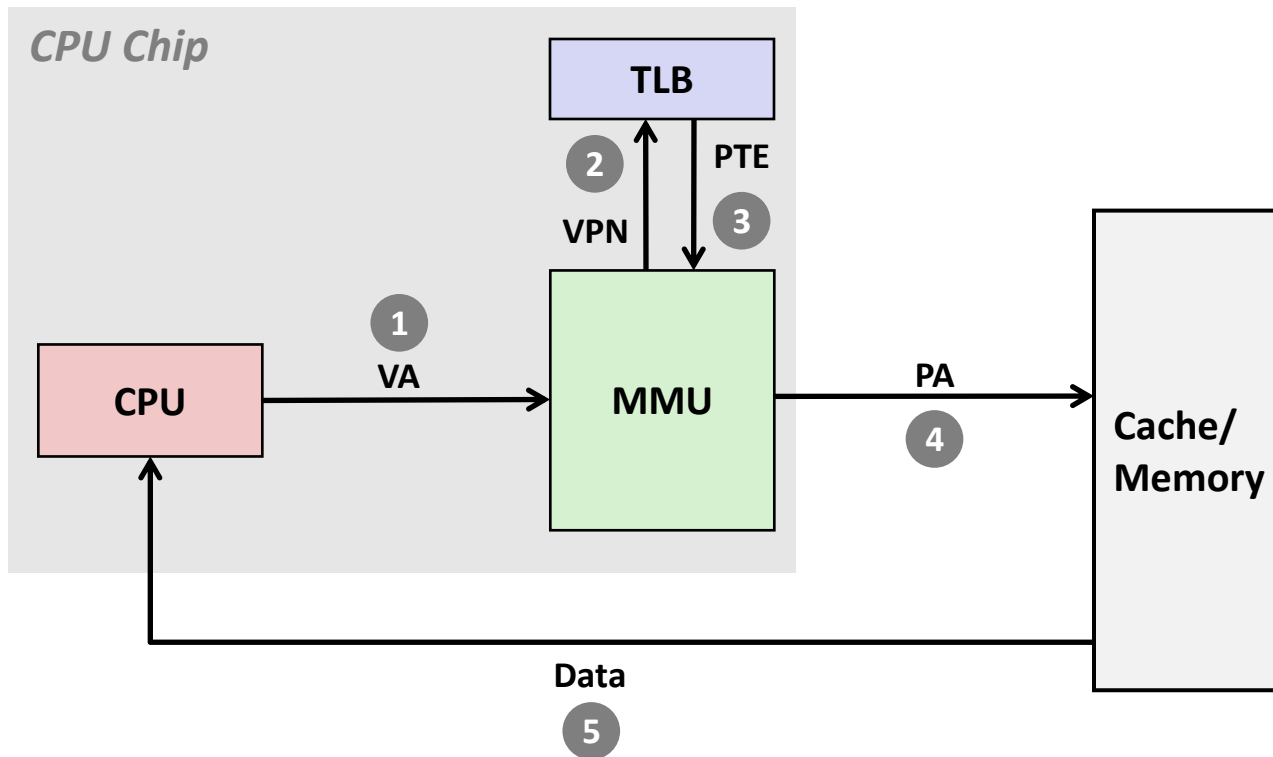 CPU Chip
TLB
2
PTE
VPN
3
1
VA
CPU
MMU
PA
4
Cache/
Memory
Data
5